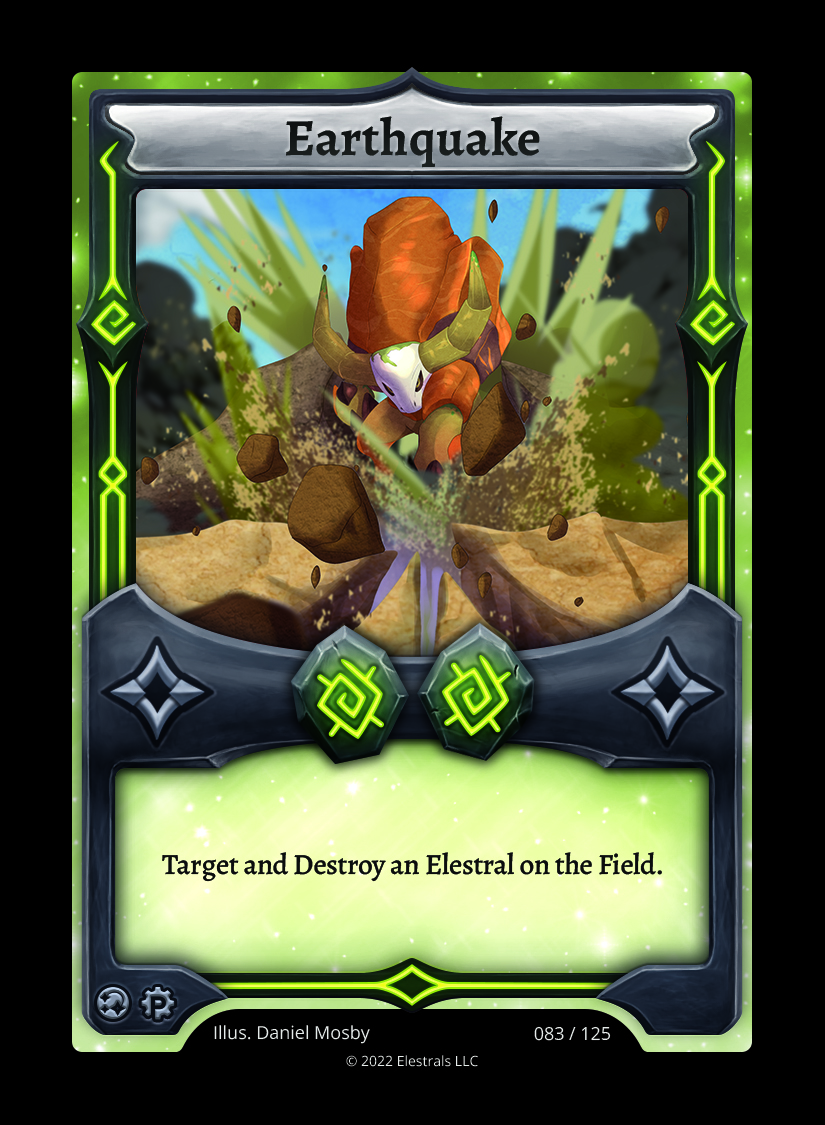 Earthquake
Target and Destroy an Elestral on the Field.
P
Illus. Daniel Mosby 083 / 125
© 2022 Elestrals LLC